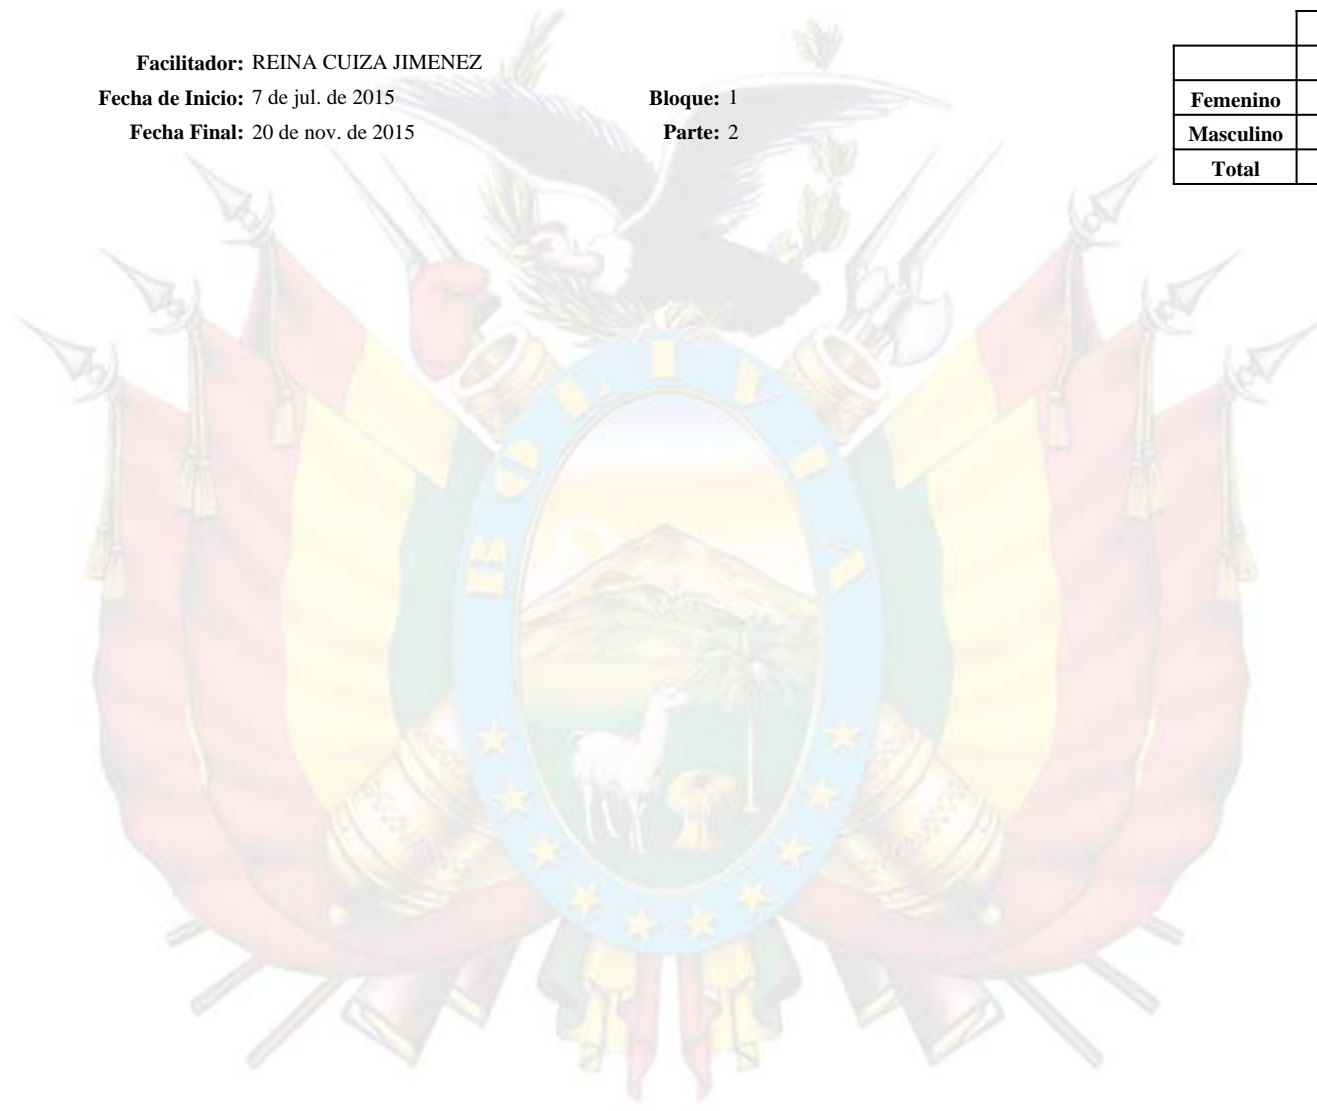 Facilitador: REINA CUIZA JIMENEZ
Fecha de Inicio: 7 de jul. de 2015 Bloque: 1
Fecha Final: 20 de nov. de 2015 Parte: 2
Femenino
Masculino
Total
BOLIVIA